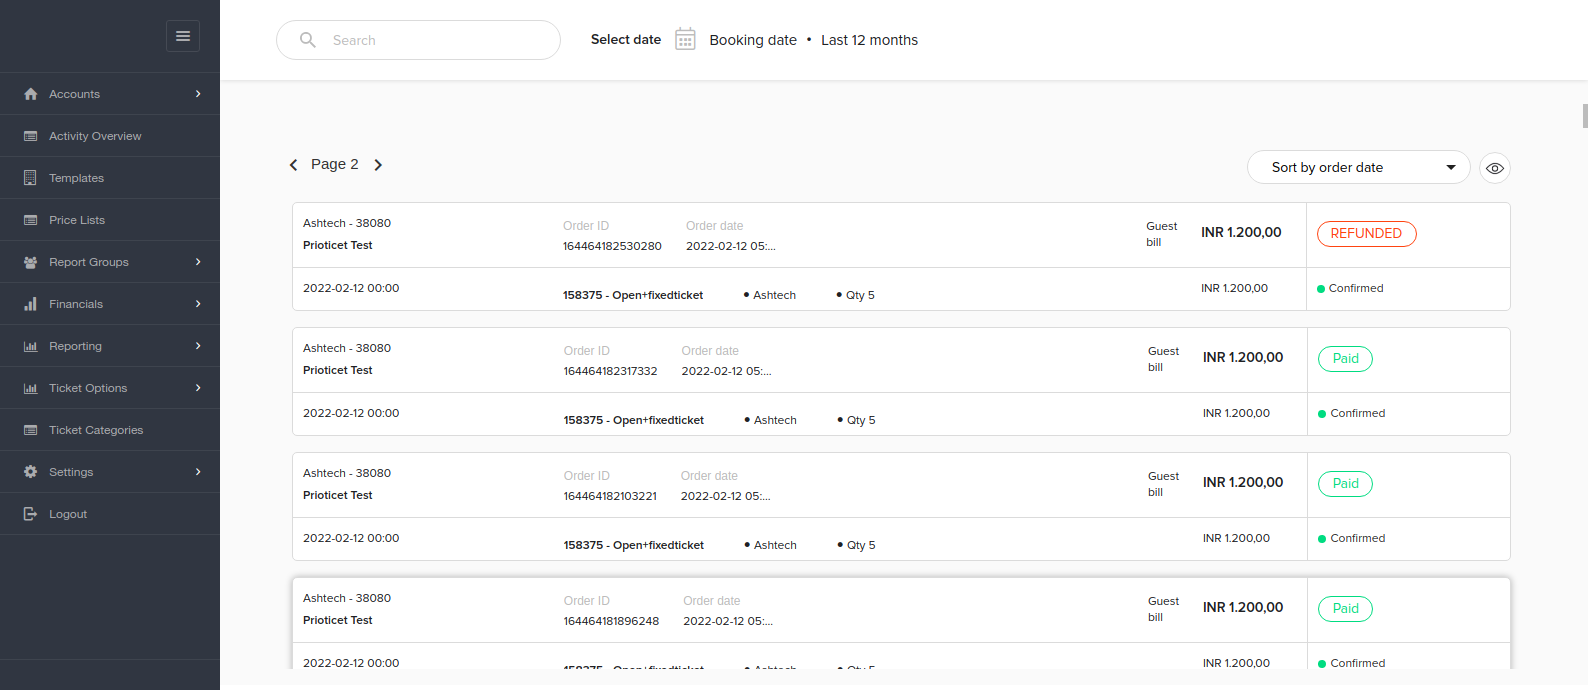 Search
Select date
Booking date • Last 12 months
Accounts
Activity Overview
Templates
Price Lists
Report Groups
Financials
Reporting
Ticket Options
Ticket Categories
Settings
Logout
Page 2
Sort by order date
Ashtech - 38080
Prioticet Test
Order ID
164464182530280
Order date
2022-02-12 05:...
Guest
bill
INR 1.200,00
REFUNDED
2022-02-12 00:00
158375 - Open+fixedticket • Ashtech • Qty 5
INR 1.200,00
Confirmed
Ashtech - 38080
Prioticet Test
Order ID
164464182317332
Order date
2022-02-12 05:...
Guest
bill
INR 1.200,00
Paid
2022-02-12 00:00
158375 - Open+fixedticket • Ashtech • Qty 5
INR 1.200,00
Confirmed
Ashtech - 38080
Prioticet Test
Order ID
164464182103221
Order date
2022-02-12 05:...
Guest
bill
INR 1.200,00
Paid
2022-02-12 00:00
158375 - Open+fixedticket • Ashtech • Qty 5
INR 1.200,00
Confirmed
Ashtech - 38080
Prioticet Test
Order ID
164464181896248
Order date
2022-02-12 05:...
Guest
bill
INR 1.200,00
Paid
2022-02-12 00:00
158375 - Open+fixedticket • Ashtech • Qty 5
INR 1.200,00
Confirmed